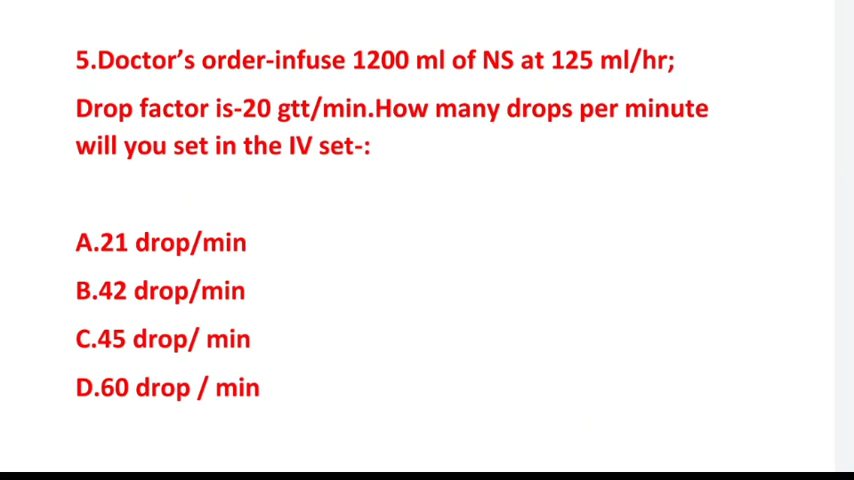 5.Doctor’s order-infuse 1200 ml of NS at 125 ml/hr;
Drop factor is-20 gtt/min.How many drops per minute
will you set in the IV set-:
A.21 drop/min
B.42 drop/min
C.45 drop/ min
D.60 drop / min